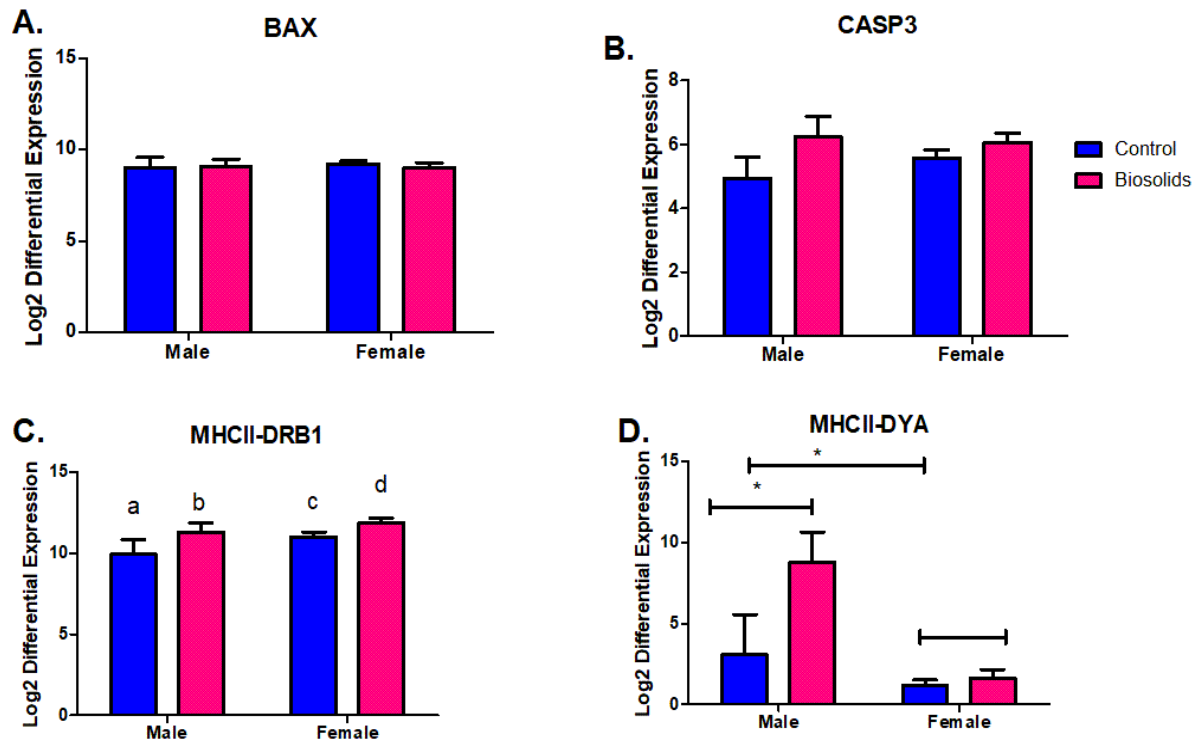 A.
BAX
Log2 Differential Expression
15
10
5
0
Male Female
B.
CASP3
Log2 Differential Expression
8
6
4
2
0
Male Female
Control
Biosolids
C.
MHCII-DRB1
Log2 Differential Expression
15
10
5
0
a b c d
Male Female
D.
MHCII-DYA
Log2 Differential Expression
15
10
5
0
*
*
Male Female